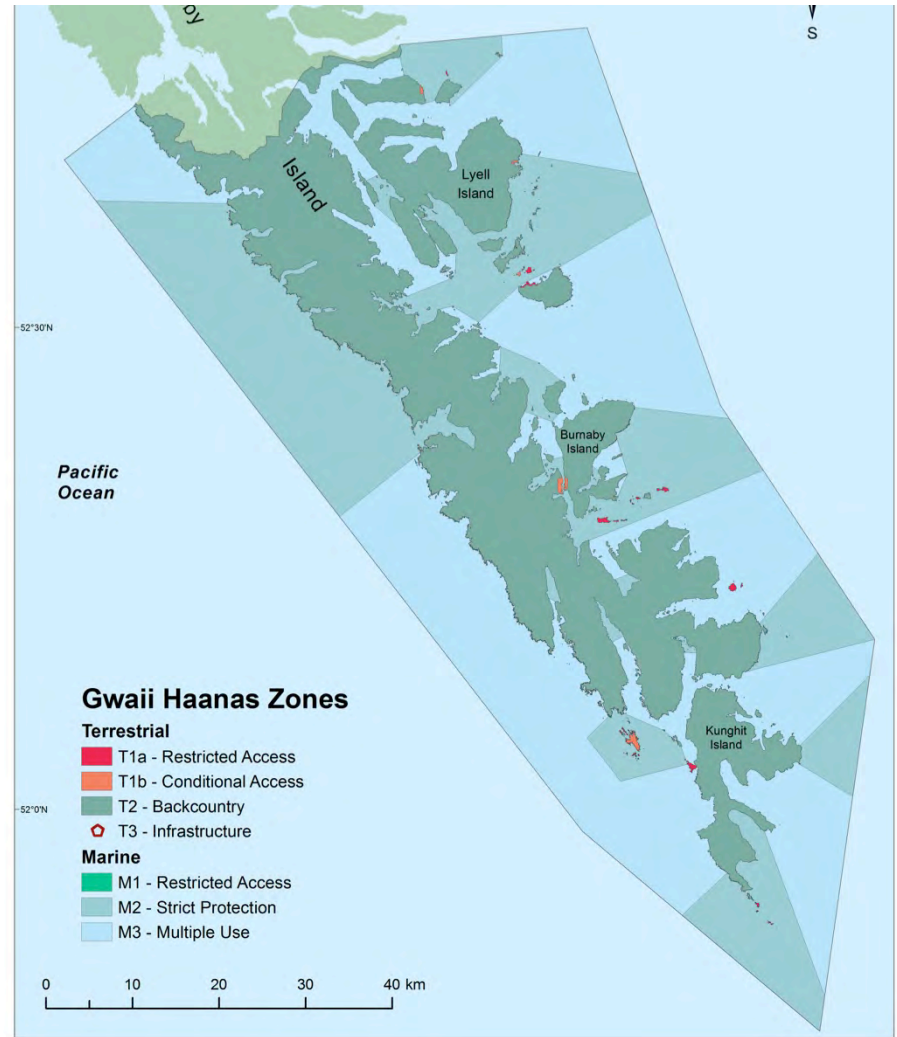 by
S
Island
Lyell
Island
52°30'N
Burnaby
Island
Pacific
Ocean
Kunghit
Island
52°0'N
Gwaii Haanas Zones
Terrestrial
T1a - Restricted Access
T1b - Conditional Access
T2 - Backcountry
T3 - Infrastructure
Marine
M1 - Restricted Access
M2 - Strict Protection
M3 - Multiple Use
0 10 20 30 40 km